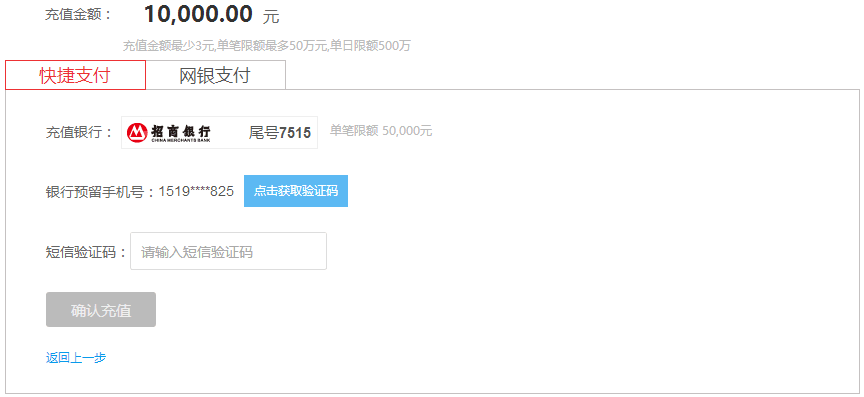 充值金额： 10,000.00 元
充值金额最少3元,单笔限额最多50万元,单日限额500万
快捷支付 网银支付
充值银行： 招商银行 CHINA MERCHANTS BANK 尾号7515 单笔限额 50,000元
银行预留手机号：1519****825 点击获取验证码
短信验证码： 请输入短信验证码
确认充值
返回上一步